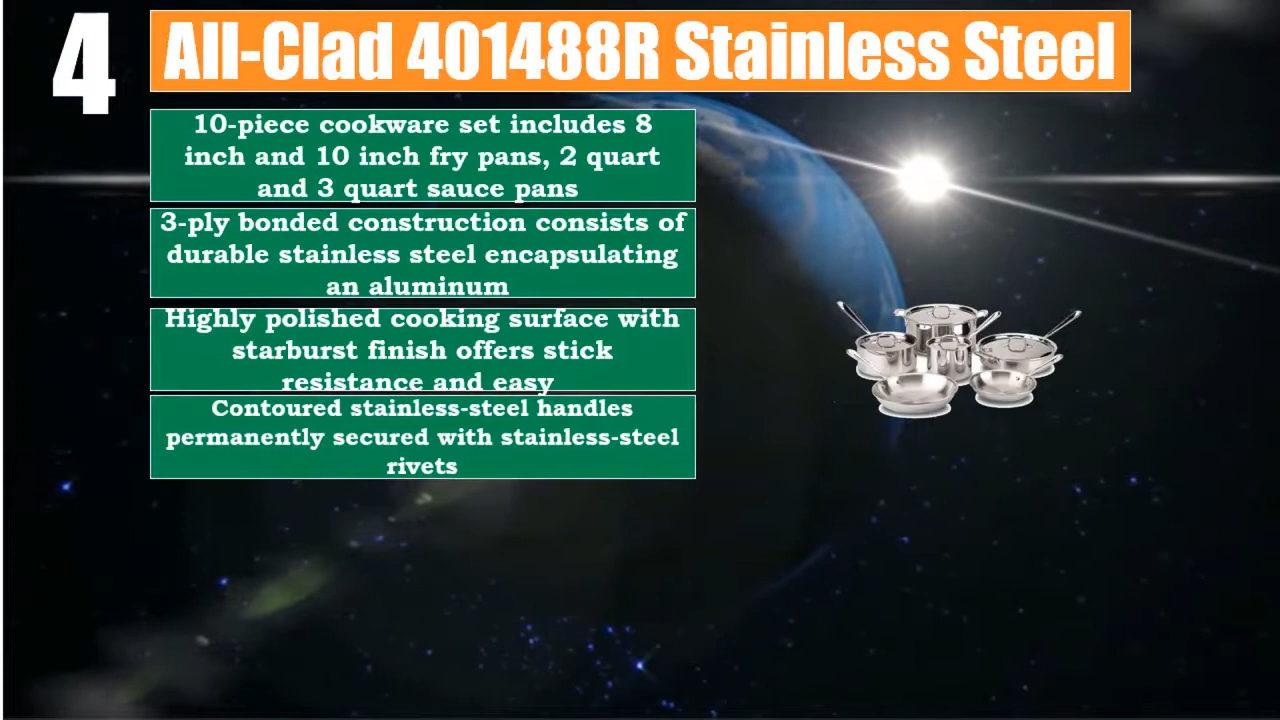 4
All-Clad 401488R Stainless Steel
10-piece cookware set includes 8
inch and 10 inch fry pans, 2 quart
and 3 quart sauce pans
3-ply bonded construction consists of
durable stainless steel encapsulating
an aluminum
Highly polished cooking surface with
starburst finish offers stick
resistance and easy
Contoured stainless-steel handles
permanently secured with stainless-steel
rivets